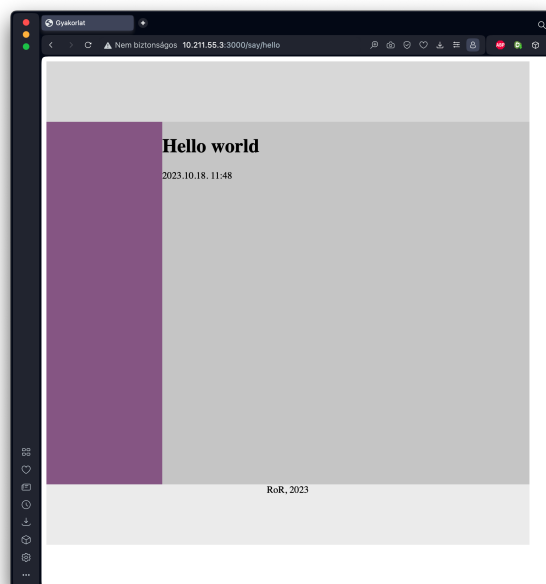 Gyakorlat
Nem biztonságos 10.211.55.3:3000/say/hello
ABP
Hello world
2023.10.18. 11:48
RoR, 2023